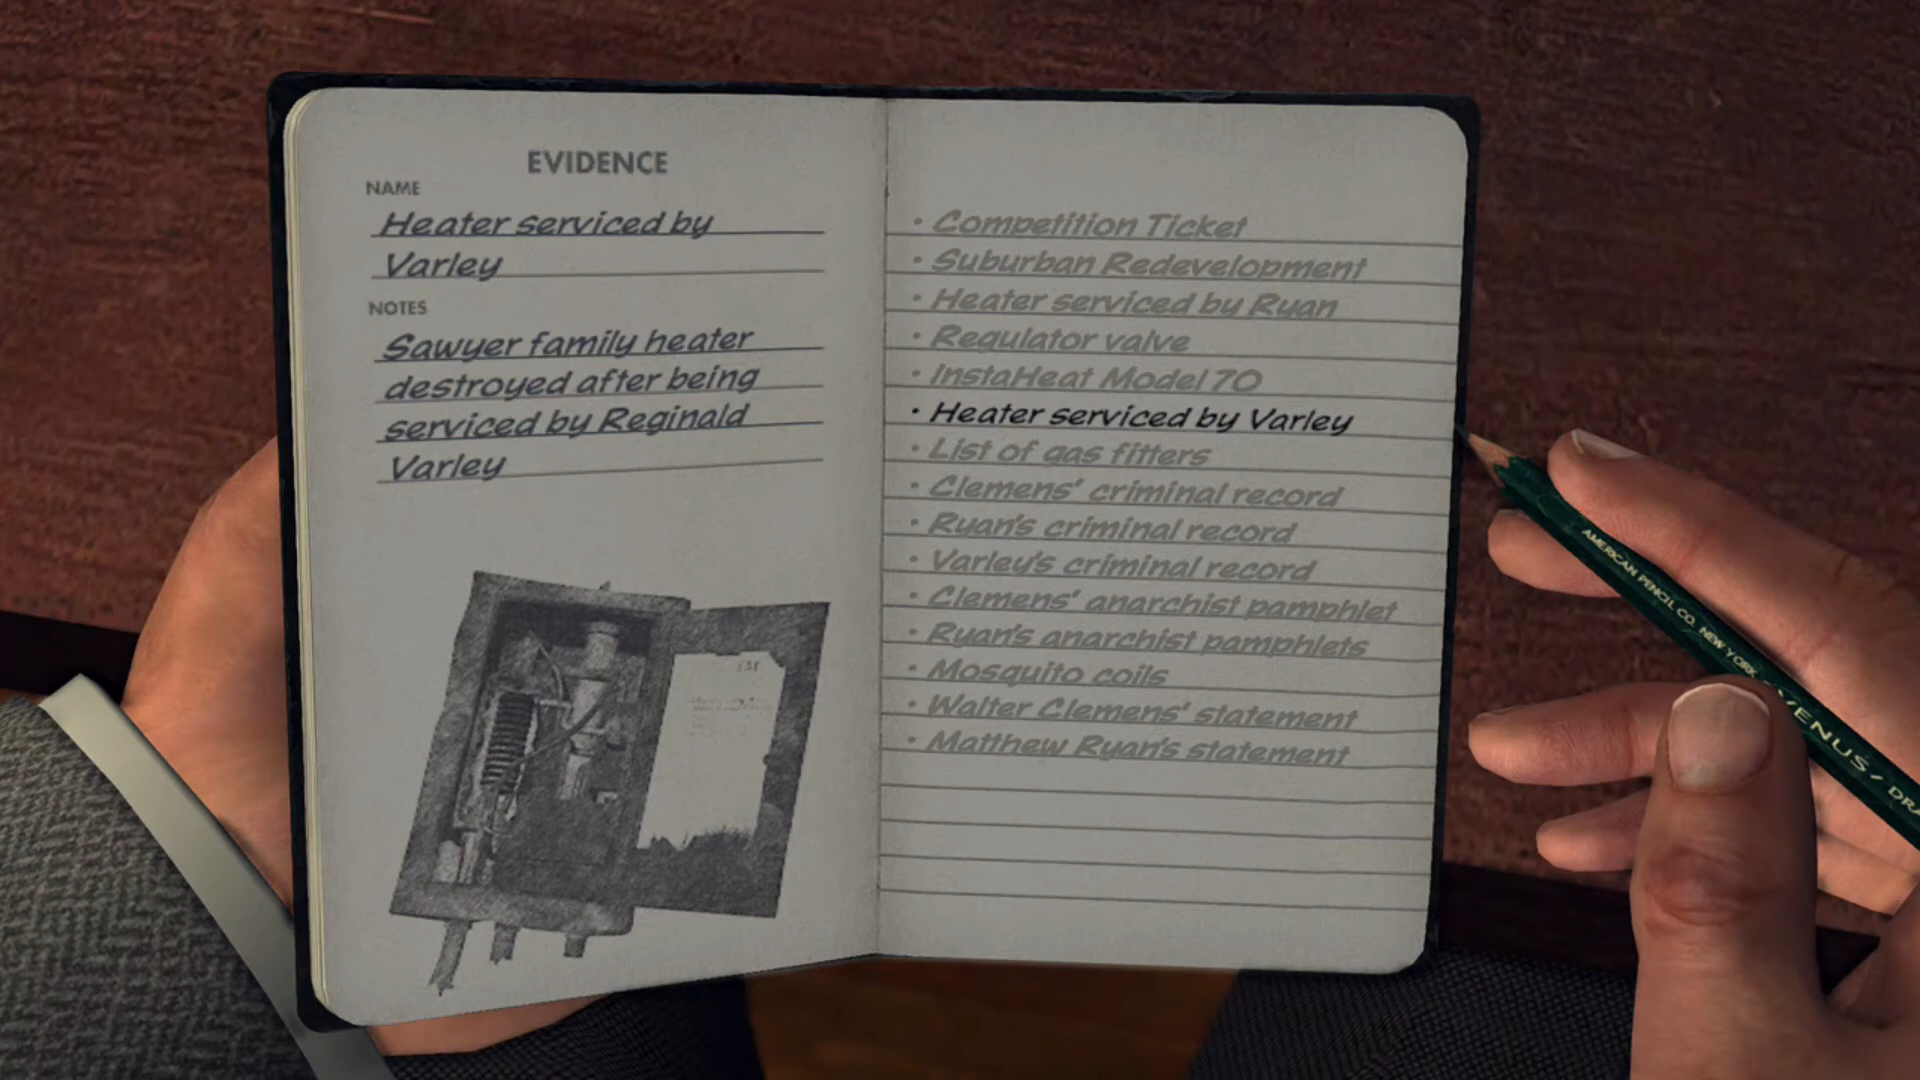 EVIDENCE
NAME
Heater serviced by
Varley
NOTES
Sawyer family heater
destroyed after being
serviced by Reginald
Varley
• Competition Ticket
• Suburban Redevelopment
• Heater serviced by Ryan
• Regulator valve
• InstaHeat Model 70
• Heater serviced by Varley
• List of gas fitters
• Clemens' criminal record
• Ryan's criminal record
• Varley's criminal record
• Clemens' anarchist pamphlet
• Ryan's anarchist pamphlets
• Mosquito coils
• Walter Clemens' statement
• Matthew Ryan's statement
AMERICAN PENCIL CO. NEW YORK VENUS/ DRA